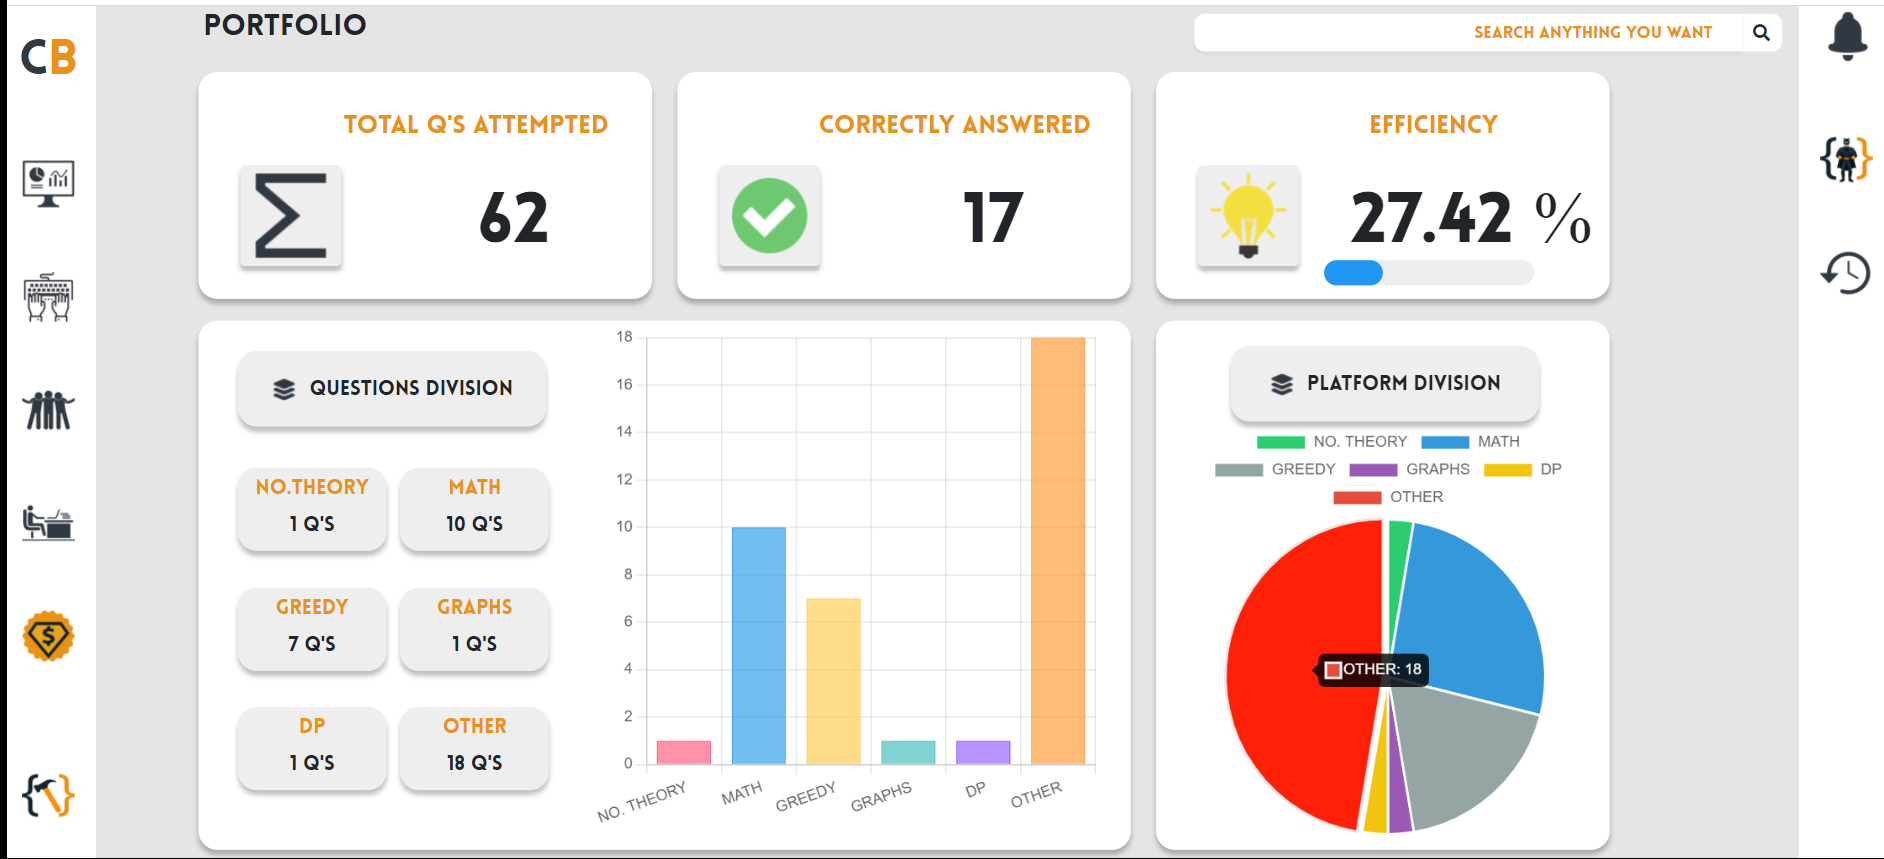 PORTFOLIO
SEARCH ANYTHING YOU WANT
CB
TOTAL Q'S ATTEMPTED
62
CORRECTLY ANSWERED
17
EFFICIENCY
27.42 %
QUESTIONS DIVISION
NO.THEORY
1 Q'S
MATH
10 Q'S
GREEDY
7 Q'S
GRAPHS
1 Q'S
DP
1 Q'S
OTHER
18 Q'S
18
16
14
12
10
8
6
4
2
0
NO. THEORY
MATH
GREEDY
GRAPHS
DP
OTHER
PLATFORM DIVISION
NO. THEORY MATH
GREEDY GRAPHS DP
OTHER
OTHER: 18